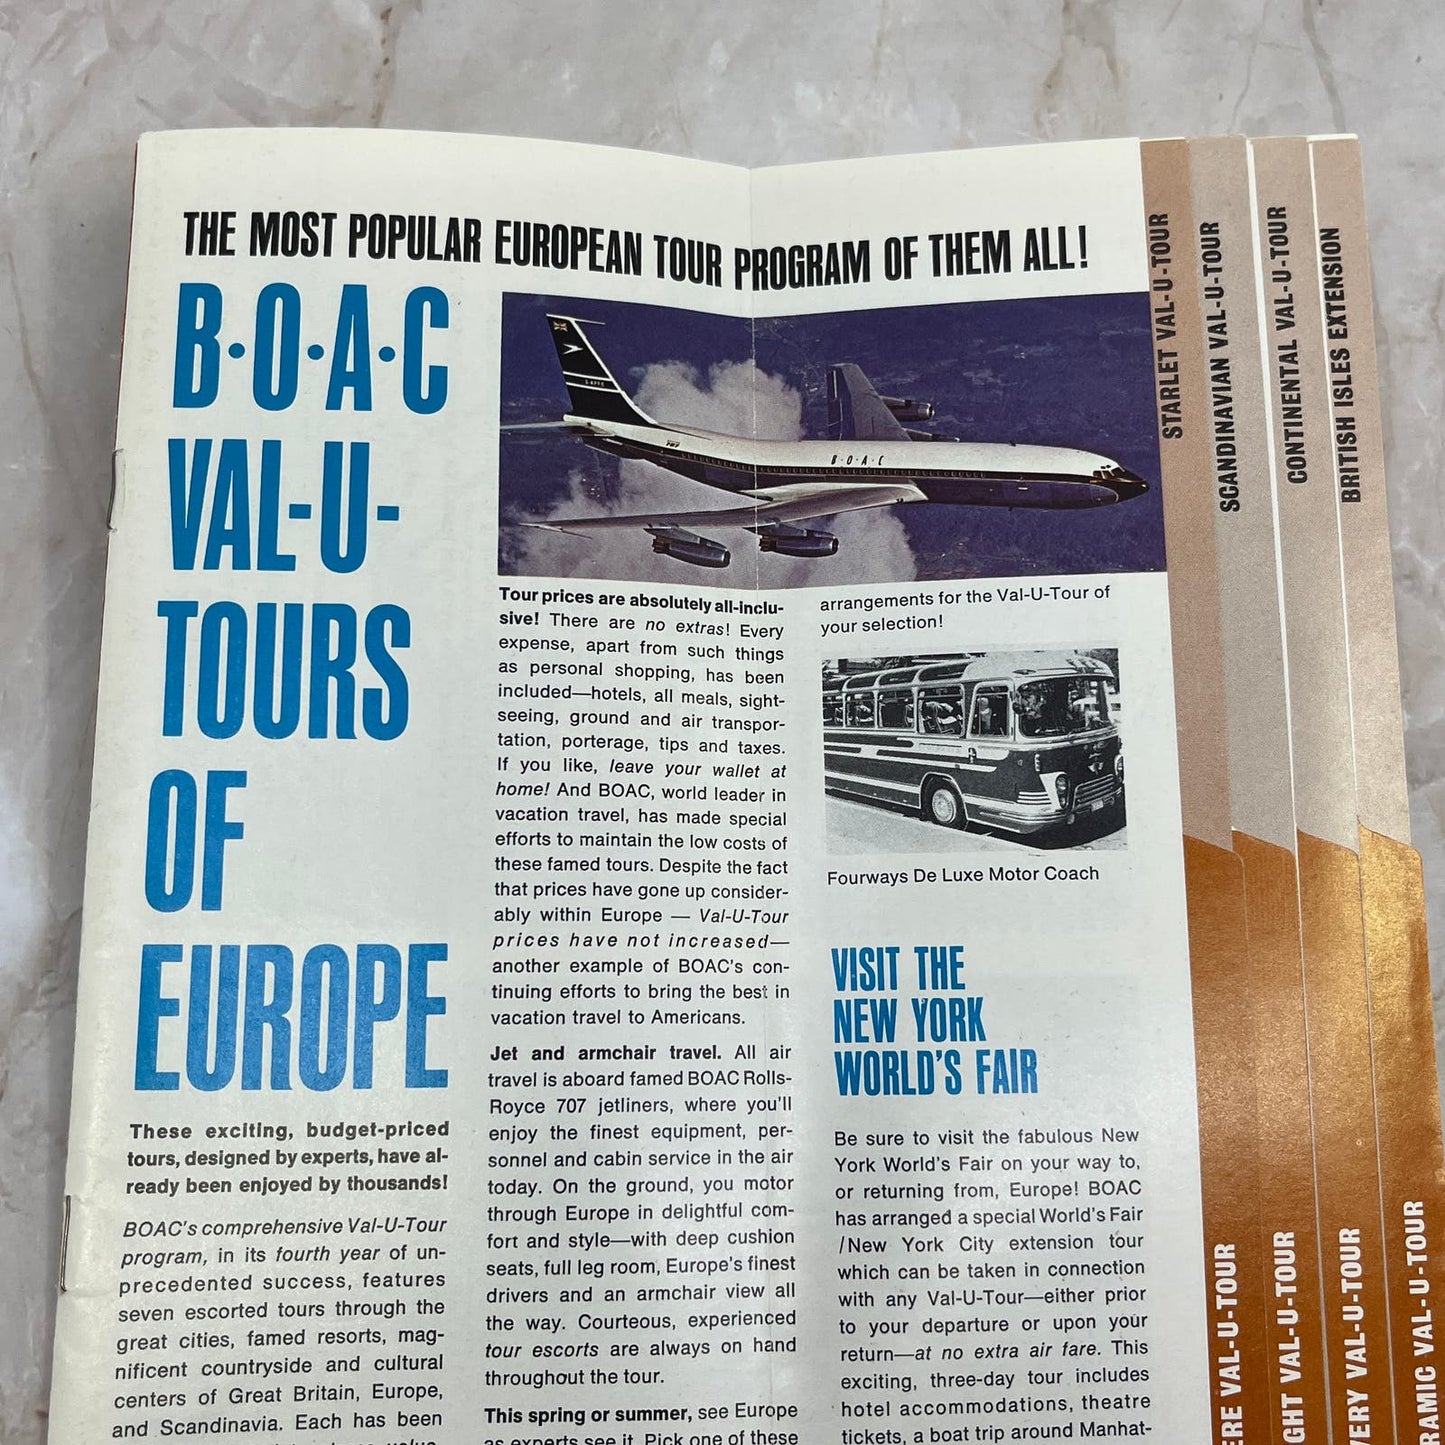 THE MOST POPULAR EUROPEAN TOUR PROGRAM OF THEM ALL!
B·O·A·C
VAL-U-
TOURS
OF
EUROPE
These exciting, budget-priced
tours, designed by experts, have al-
ready been enjoyed by thousands!
BOAC's comprehensive Val-U-Tour
program, in its fourth year of un-
precedented success, features
seven escorted tours through the
great cities, famed resorts, mag-
nificent countryside and cultural
centers of Great Britain, Europe,
and Scandinavia. Each has been
B·O·A·C
Tour prices are absolutely all-inclu-
sive! There are no extras! Every
expense, apart from such things
as personal shopping, has been
included—hotels, all meals, sight-
seeing, ground and air transpor-
tation, porterage, tips and taxes.
If you like, leave your wallet at
home! And BOAC, world leader in
vacation travel, has made special
efforts to maintain the low costs of
these famed tours. Despite the fact
that prices have gone up consider-
ably within Europe — Val-U-Tour
prices have not increased—
another example of BOAC's con-
tinuing efforts to bring the best in
vacation travel to Americans.
Jet and armchair travel. All air
travel is aboard famed BOAC Rolls-
Royce 707 jetliners, where you'll
enjoy the finest equipment, per-
sonnel and cabin service in the air
today. On the ground, you motor
through Europe in delightful com-
fort and style—with deep cushion
seats, full leg room, Europe's finest
drivers and an armchair view all
the way. Courteous, experienced
tour escorts are always on hand
throughout the tour.
This spring or summer, see Europe
as experts see it. Pick one of these
arrangements for the Val-U-Tour of
your selection!
Fourways De Luxe Motor Coach
VISIT THE
NEW YORK
WORLD'S FAIR
Be sure to visit the fabulous New
York World's Fair on your way to,
or returning from, Europe! BOAC
has arranged a special World's Fair
/New York City extension tour
which can be taken in connection
with any Val-U-Tour—either prior
to your departure or upon your
return—at no extra air fare. This
exciting, three-day tour includes
hotel accommodations, theatre
tickets, a boat trip around Manhat-
STARLET VAL-U-TOUR
SCANDINAVIAN VAL-U-TOUR
CONTINENTAL VAL-U-TOUR
BRITISH ISLES EXTENSION
ERE VAL-U-TOUR
GHT VAL-U-TOUR
VERY VAL-U-TOUR
RAMIC VAL-U-TOUR